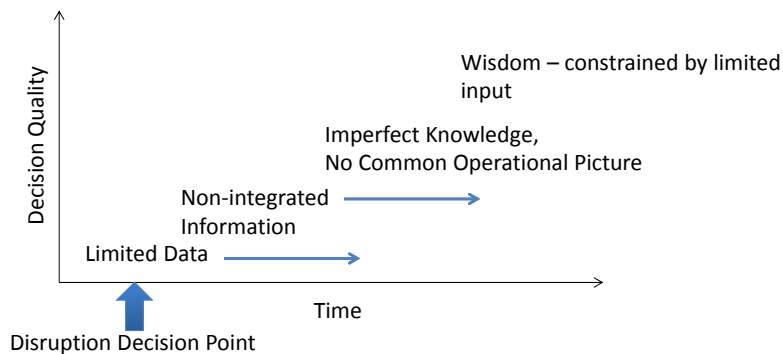 Decision Quality
Wisdom – constrained by limited
input
Imperfect Knowledge,
No Common Operational Picture
Non-integrated
Information
Limited Data
Time
Disruption Decision Point